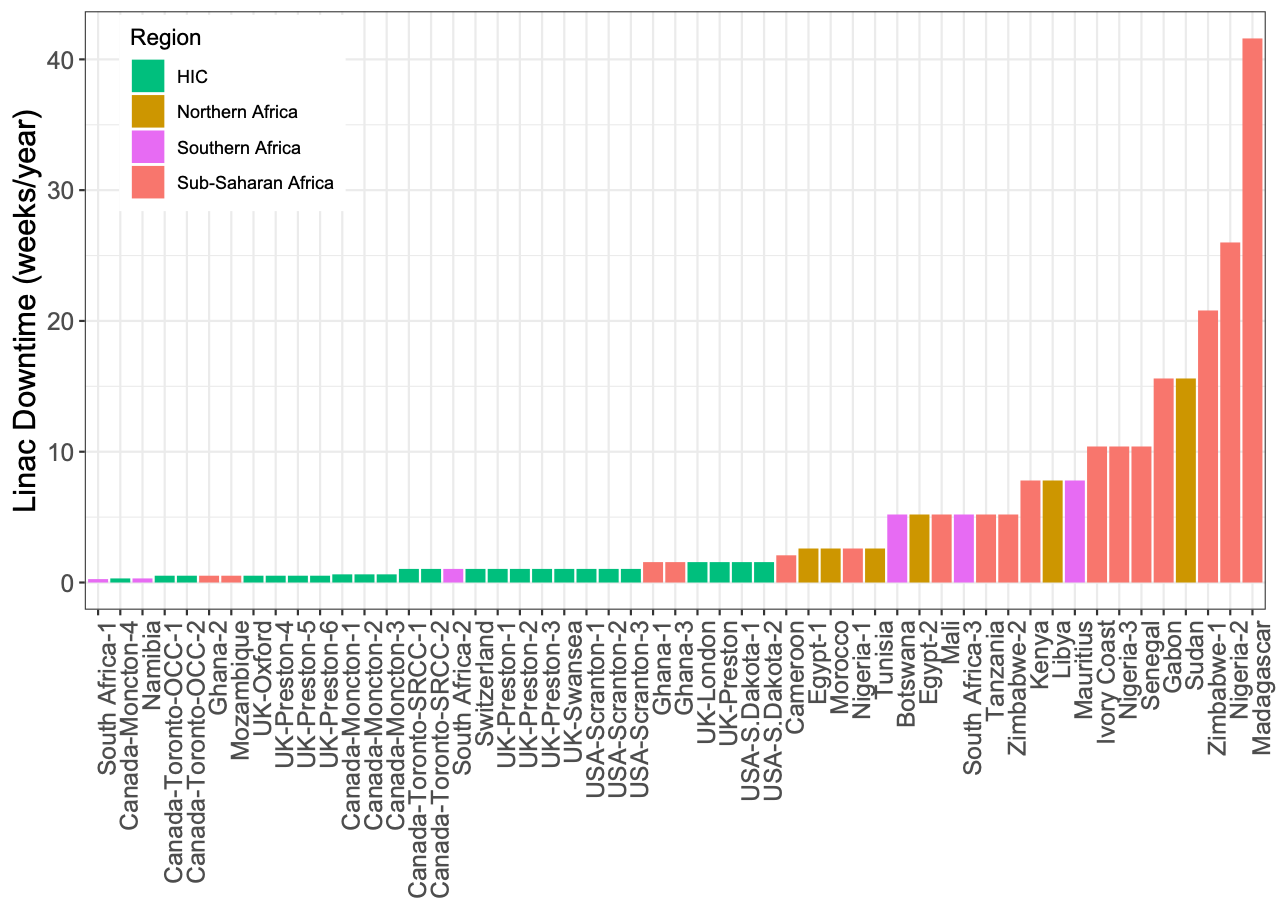 Region
HIC
Northern Africa
Southern Africa
Sub-Saharan Africa
Linac Downtime (weeks/year)
40
30
20
10
0
South Africa-1
Canada-Moncton-4
Namibia
Canada-Toronto-OCC-1
Canada-Toronto-OCC-2
Ghana-2
Mozambique
UK-Oxford
UK-Preston-4
UK-Preston-5
UK-Preston-6
Canada-Moncton-1
Canada-Moncton-2
Canada-Moncton-3
Canada-Toronto-SRCC-1
Canada-Toronto-SRCC-2
South Africa-2
Switzerland
UK-Preston-1
UK-Preston-2
UK-Preston-3
UK-Swansea
USA-Scranton-1
USA-Scranton-2
USA-Scranton-3
Ghana-1
Ghana-3
UK-London
UK-Preston
USA-S.Dakota-1
USA-S.Dakota-2
Cameroon
Egypt-1
Morocco
Nigeria-1
Tunisia
Botswana
Egypt-2
Mali
South Africa-3
Tanzania
Zimbabwe-2
Kenya
Libya
Mauritius
Ivory Coast
Nigeria-3
Senegal
Gabon
Sudan
Zimbabwe-1
Nigeria-2
Madagascar